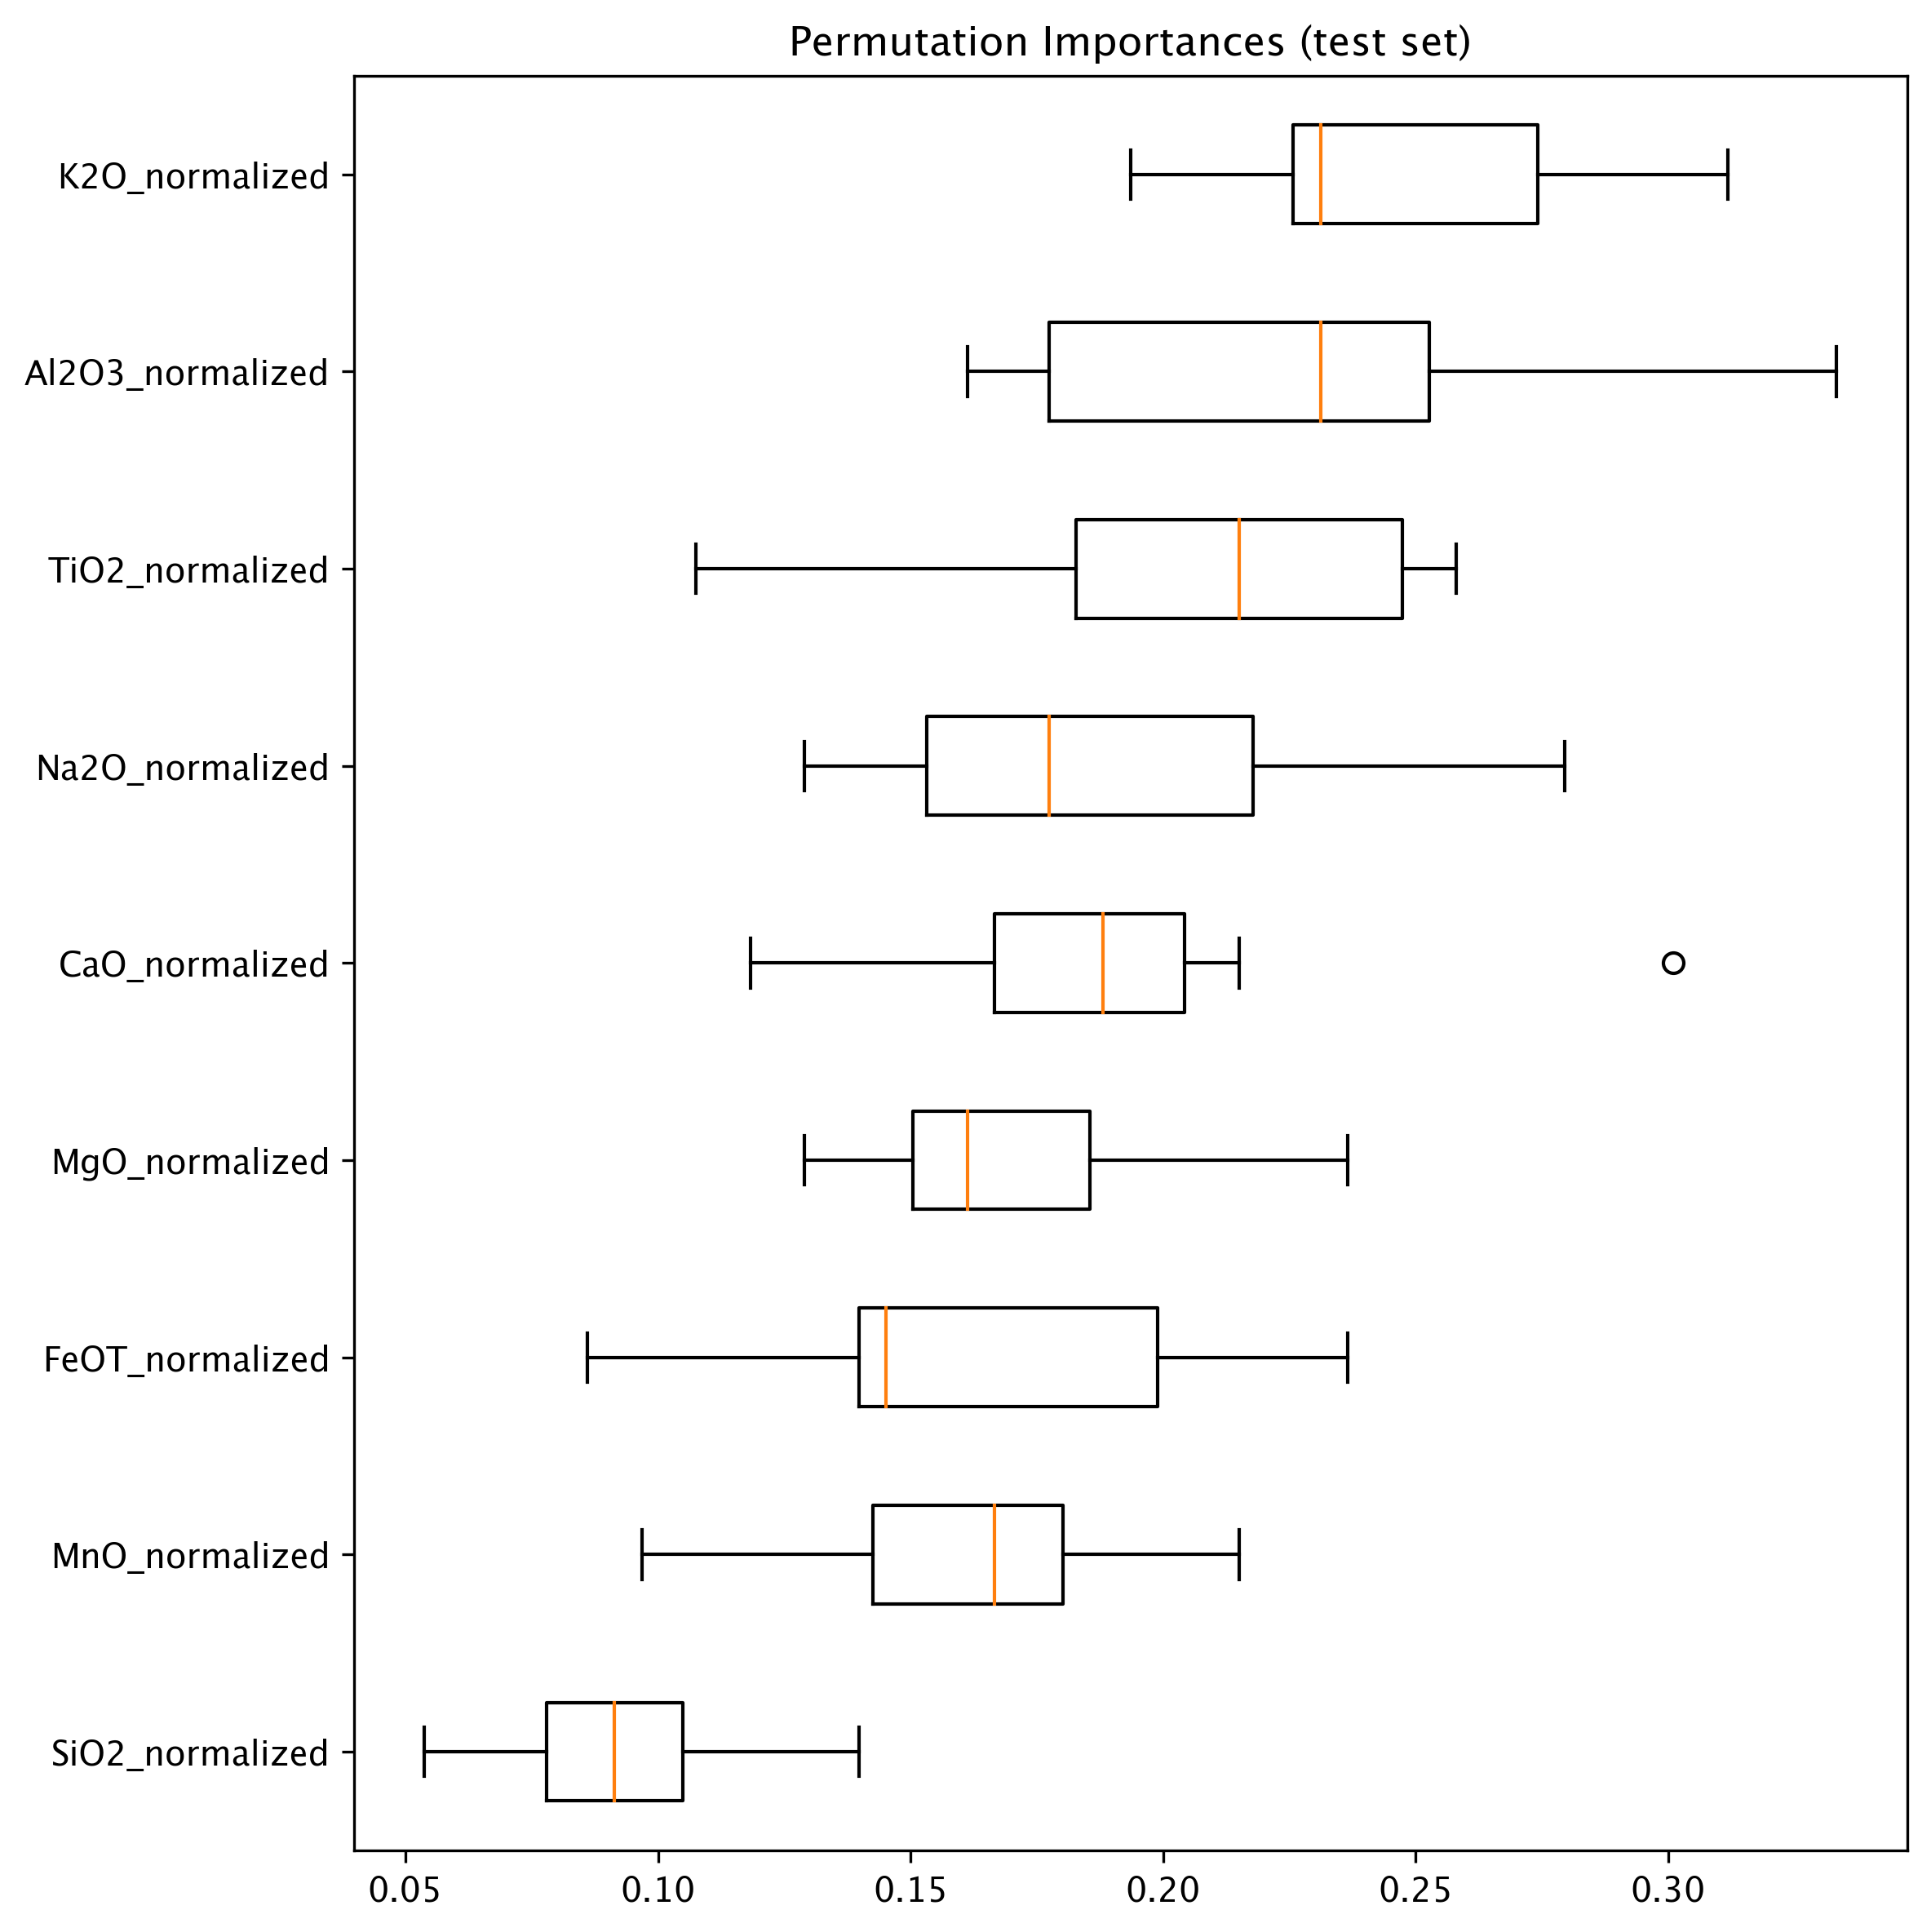 Permutation Importances (test set)
K2O_normalized
Al2O3_normalized
TiO2_normalized
Na2O_normalized
CaO_normalized
MgO_normalized
FeOT_normalized
MnO_normalized
SiO2_normalized
0.05 0.10 0.15 0.20 0.25 0.30